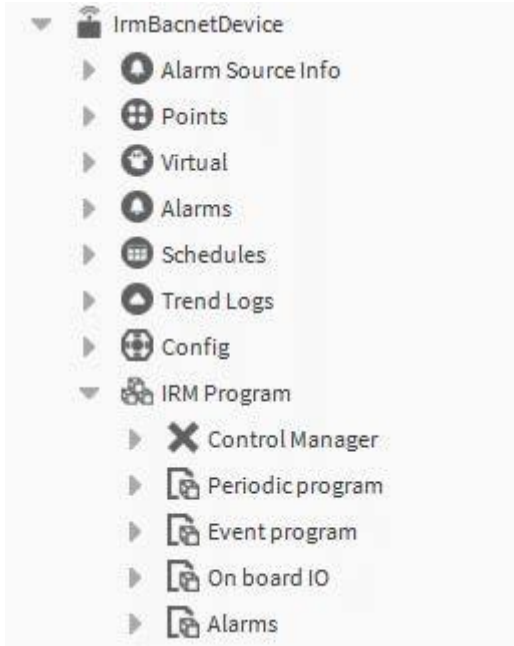 IrmBacnetDevice
Alarm Source Info
Points
Virtual
Alarms
Schedules
Trend Logs
Config
IRM Program
Control Manager
Periodic program
Event program
On board IO
Alarms